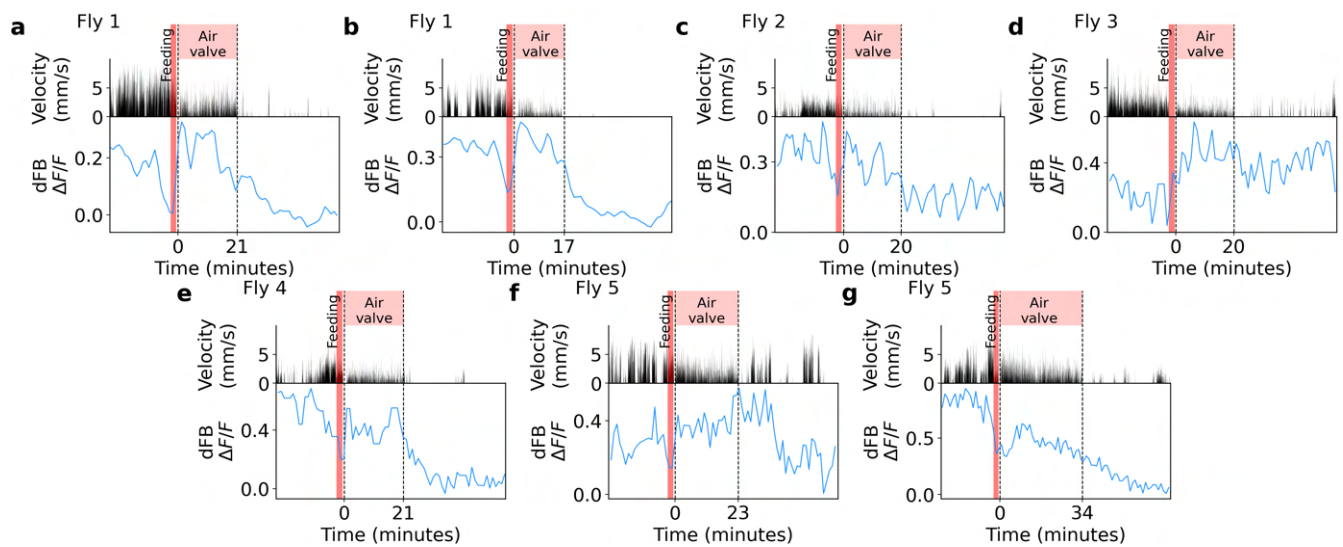 a Fly 1
Feeding
Air
valve
Velocity
(mm/s)
5
0
dFB
ΔF/F
0.2
0.0
0 21
Time (minutes)
b Fly 1
Feeding
Air
valve
Velocity
(mm/s)
5
0
dFB
ΔF/F
0.3
0.0
0 17
Time (minutes)
c Fly 2
Feeding
Air
valve
Velocity
(mm/s)
5
0
dFB
ΔF/F
0.3
0.0
0 20
Time (minutes)
d Fly 3
Feeding
Air
valve
Velocity
(mm/s)
5
0
dFB
ΔF/F
0.4
0.0
0 20
Time (minutes)
e Fly 4
Feeding
Air
valve
Velocity
(mm/s)
5
0
dFB
ΔF/F
0.4
0.0
0 21
Time (minutes)
f Fly 5
Feeding
Air
valve
Velocity
(mm/s)
5
0
dFB
ΔF/F
0.4
0.0
0 23
Time (minutes)
g Fly 5
Feeding
Air
valve
Velocity
(mm/s)
5
0
dFB
ΔF/F
0.5
0.0
0 34
Time (minutes)